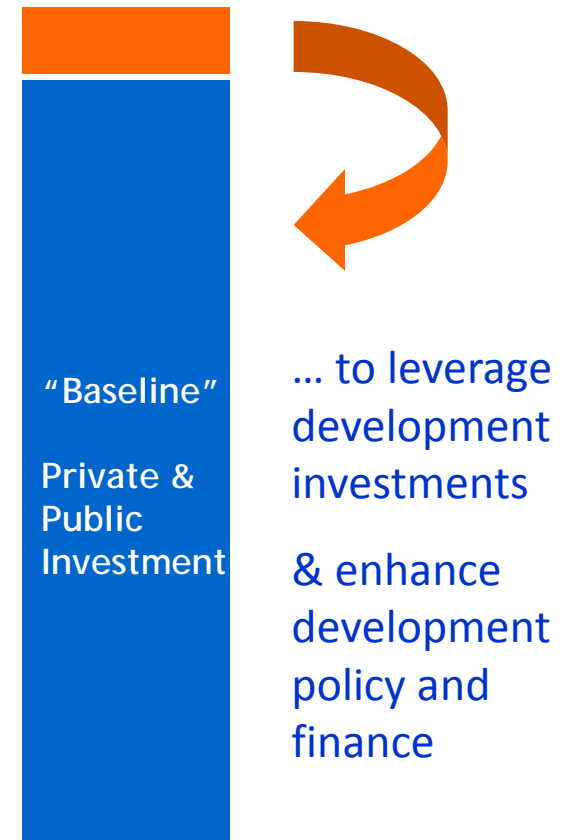 “Baseline”
Private &
Public
Investment
… to leverage
development
investments
& enhance
development
policy and
finance